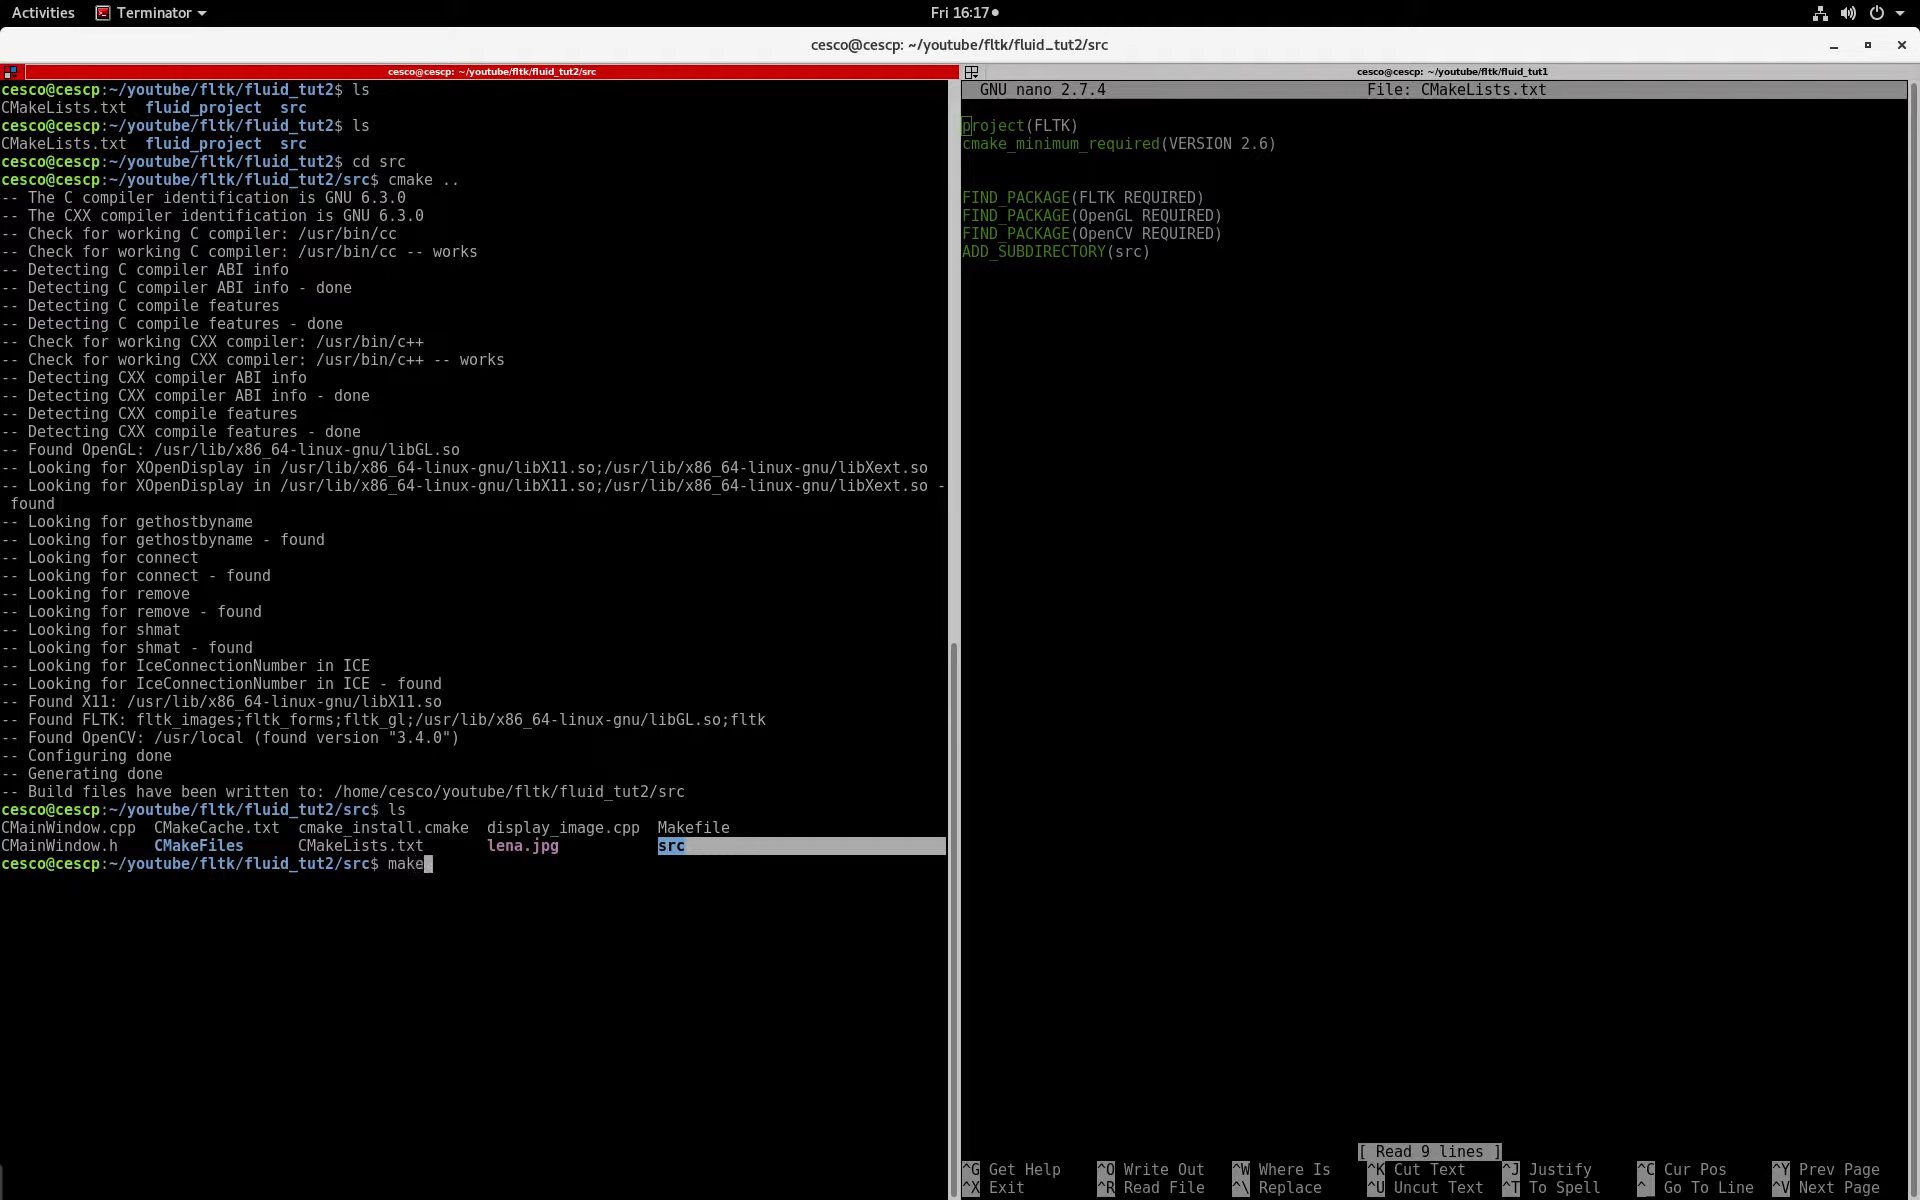 Activities Terminator Fri 16:17
cesco@cescp: ~/youtube/fltk/fluid_tut2/src
cesco@cescp: ~/youtube/fltk/fluid_tut2/src
cesco@cescp:~/youtube/fltk/fluid_tut2$ ls
CMakeLists.txt  fluid_project  src
cesco@cescp:~/youtube/fltk/fluid_tut2$ ls
CMakeLists.txt  fluid_project  src
cesco@cescp:~/youtube/fltk/fluid_tut2$ cd src
cesco@cescp:~/youtube/fltk/fluid_tut2/src$ cmake ..
-- The C compiler identification is GNU 6.3.0
-- The CXX compiler identification is GNU 6.3.0
-- Check for working C compiler: /usr/bin/cc
-- Check for working C compiler: /usr/bin/cc -- works
-- Detecting C compiler ABI info
-- Detecting C compiler ABI info - done
-- Detecting C compile features
-- Detecting C compile features - done
-- Check for working CXX compiler: /usr/bin/c++
-- Check for working CXX compiler: /usr/bin/c++ -- works
-- Detecting CXX compiler ABI info
-- Detecting CXX compiler ABI info - done
-- Detecting CXX compile features
-- Detecting CXX compile features - done
-- Found OpenGL: /usr/lib/x86_64-linux-gnu/libGL.so
-- Looking for XOpenDisplay in /usr/lib/x86_64-linux-gnu/libX11.so;/usr/lib/x86_64-linux-gnu/libXext.so
-- Looking for XOpenDisplay in /usr/lib/x86_64-linux-gnu/libX11.so;/usr/lib/x86_64-linux-gnu/libXext.so -
 found
-- Looking for gethostbyname
-- Looking for gethostbyname - found
-- Looking for connect
-- Looking for connect - found
-- Looking for remove
-- Looking for remove - found
-- Looking for shmat
-- Looking for shmat - found
-- Looking for IceConnectionNumber in ICE
-- Looking for IceConnectionNumber in ICE - found
-- Found X11: /usr/lib/x86_64-linux-gnu/libX11.so
-- Found FLTK: fltk_images;fltk_forms;fltk_gl;/usr/lib/x86_64-linux-gnu/libGL.so;fltk
-- Found OpenCV: /usr/local (found version "3.4.0")
-- Configuring done
-- Generating done
-- Build files have been written to: /home/cesco/youtube/fltk/fluid_tut2/src
cesco@cescp:~/youtube/fltk/fluid_tut2/src$ ls
CMainWindow.cpp  CMakeCache.txt  cmake_install.cmake  display_image.cpp  Makefile
CMainWindow.h  CMakeFiles  CMakeLists.txt  lena.jpg  src
cesco@cescp:~/youtube/fltk/fluid_tut2/src$ make
cesco@cescp: ~/youtube/fltk/fluid_tut1
GNU nano 2.7.4  File: CMakeLists.txt
project(FLTK)
cmake_minimum_required(VERSION 2.6)
FIND_PACKAGE(FLTK REQUIRED)
FIND_PACKAGE(OpenGL REQUIRED)
FIND_PACKAGE(OpenCV REQUIRED)
ADD_SUBDIRECTORY(src)
[ Read 9 lines ]
^G Get Help  ^O Write Out  ^W Where Is  ^K Cut Text  ^J Justify  ^C Cur Pos  ^Y Prev Page
^X Exit  ^R Read File  ^\ Replace  ^U Uncut Text  ^T To Spell  ^_ Go To Line  ^V Next Page